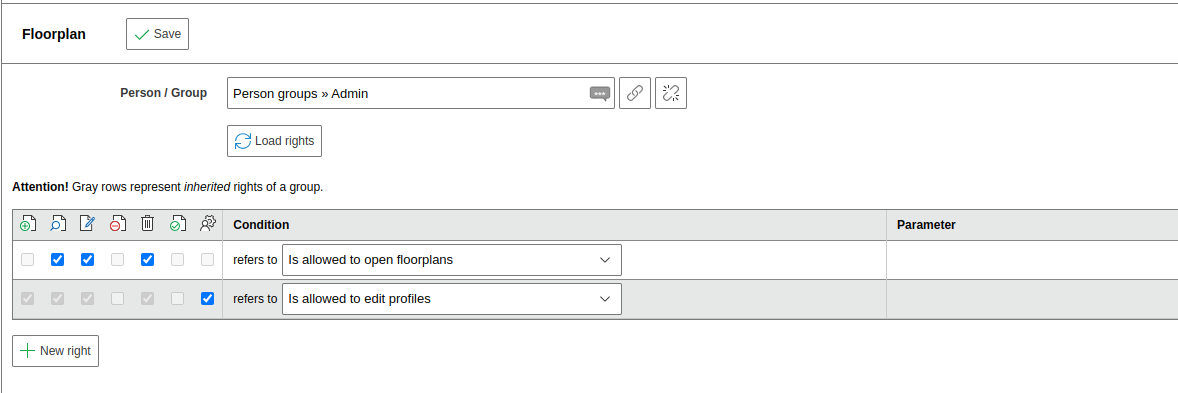 Floorplan Save
Person / Group Person groups » Admin
Load rights
Attention! Gray rows represent inherited rights of a group.
Condition Parameter
refers to Is allowed to open floorplans
refers to Is allowed to edit profiles
New right